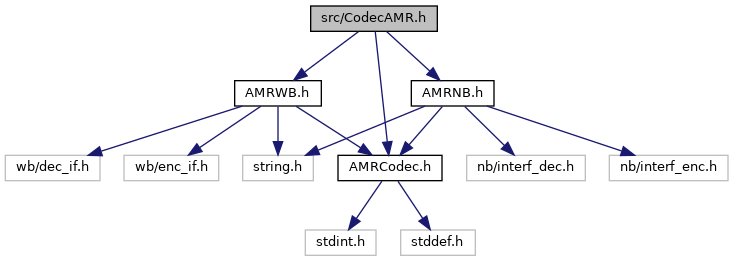 src/CodecAMR.h
AMRWB.h
AMRNB.h
wb/dec_if.h
wb/enc_if.h
string.h
AMRCodec.h
nb/interf_dec.h
nb/interf_enc.h
stdint.h
stddef.h